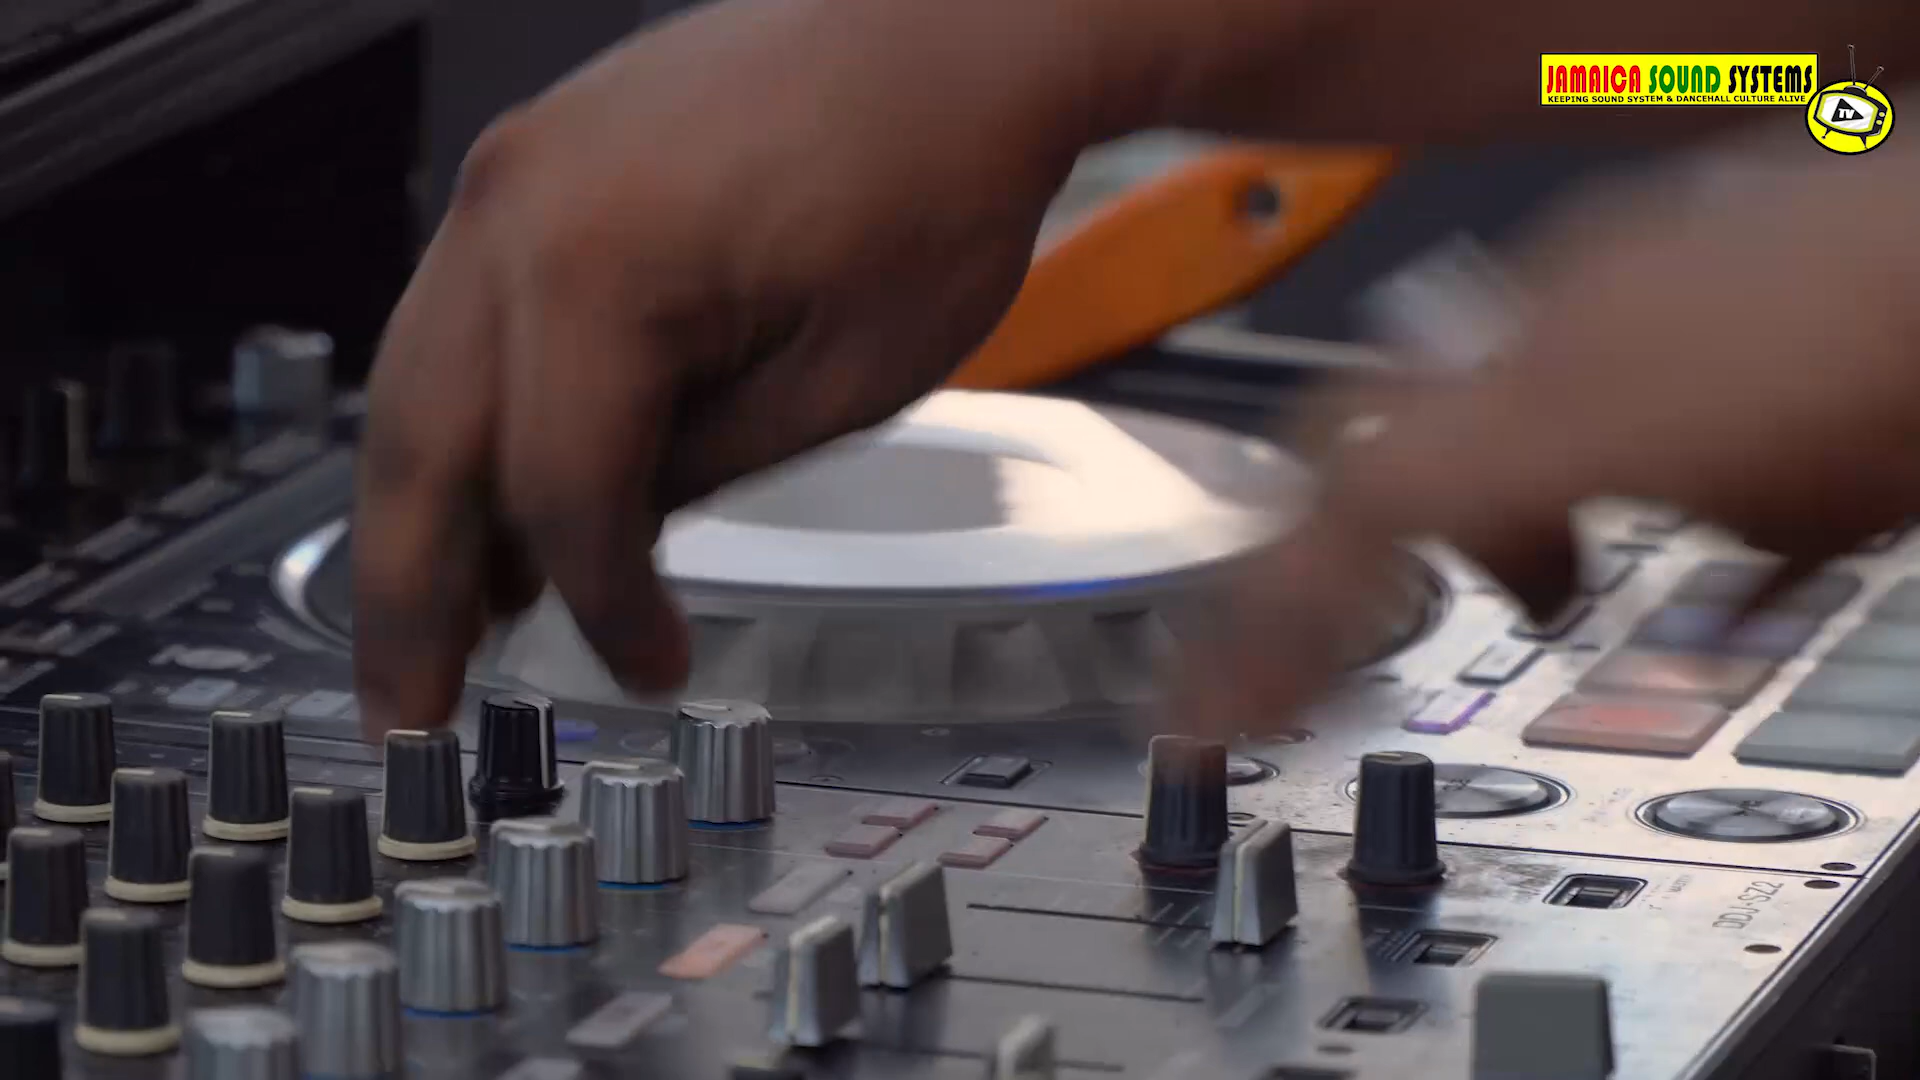 JAMAICA SOUND SYSTEMS
KEEPING SOUND SYSTEM & DANCEHALL CULTURE ALIVE
TV
DDJ-SZ2